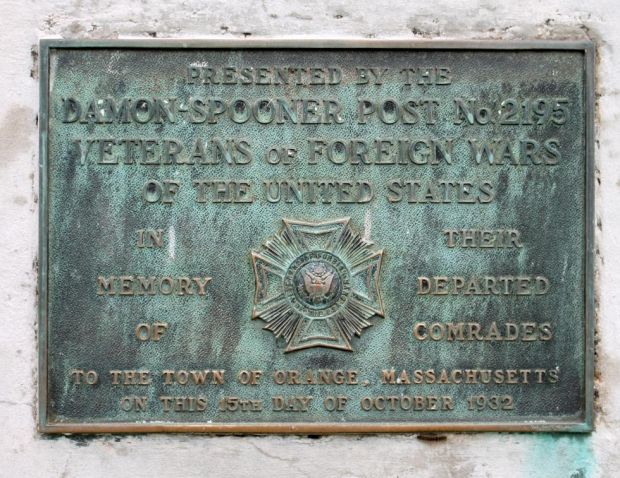 PRESENTED BY THE
DAMON-SPOONER POST No. 2195
VETERANS OF FOREIGN WARS
OF THE UNITED STATES
IN
MEMORY
OF
THEIR
DEPARTED
COMRADES
TO THE TOWN OF ORANGE, MASSACHUSETTS
ON THIS 15TH DAY OF OCTOBER 1932